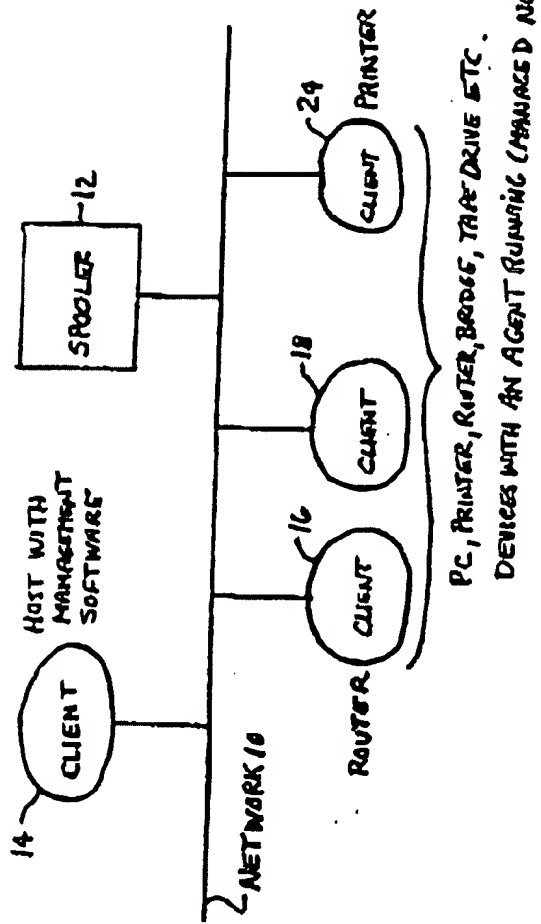 HOST WITH
MANAGEMENT
SOFTWARE
14
CLIENT
SPOOLER
12
NETWORK 10
ROUTER
16
CLIENT
18
CLIENT
24
CLIENT
PRINTER
PC, PRINTER, ROUTER, BRIDGE, TAPE DRIVE ETC.
DEVICES WITH AN AGENT RUNNING (MANAGED